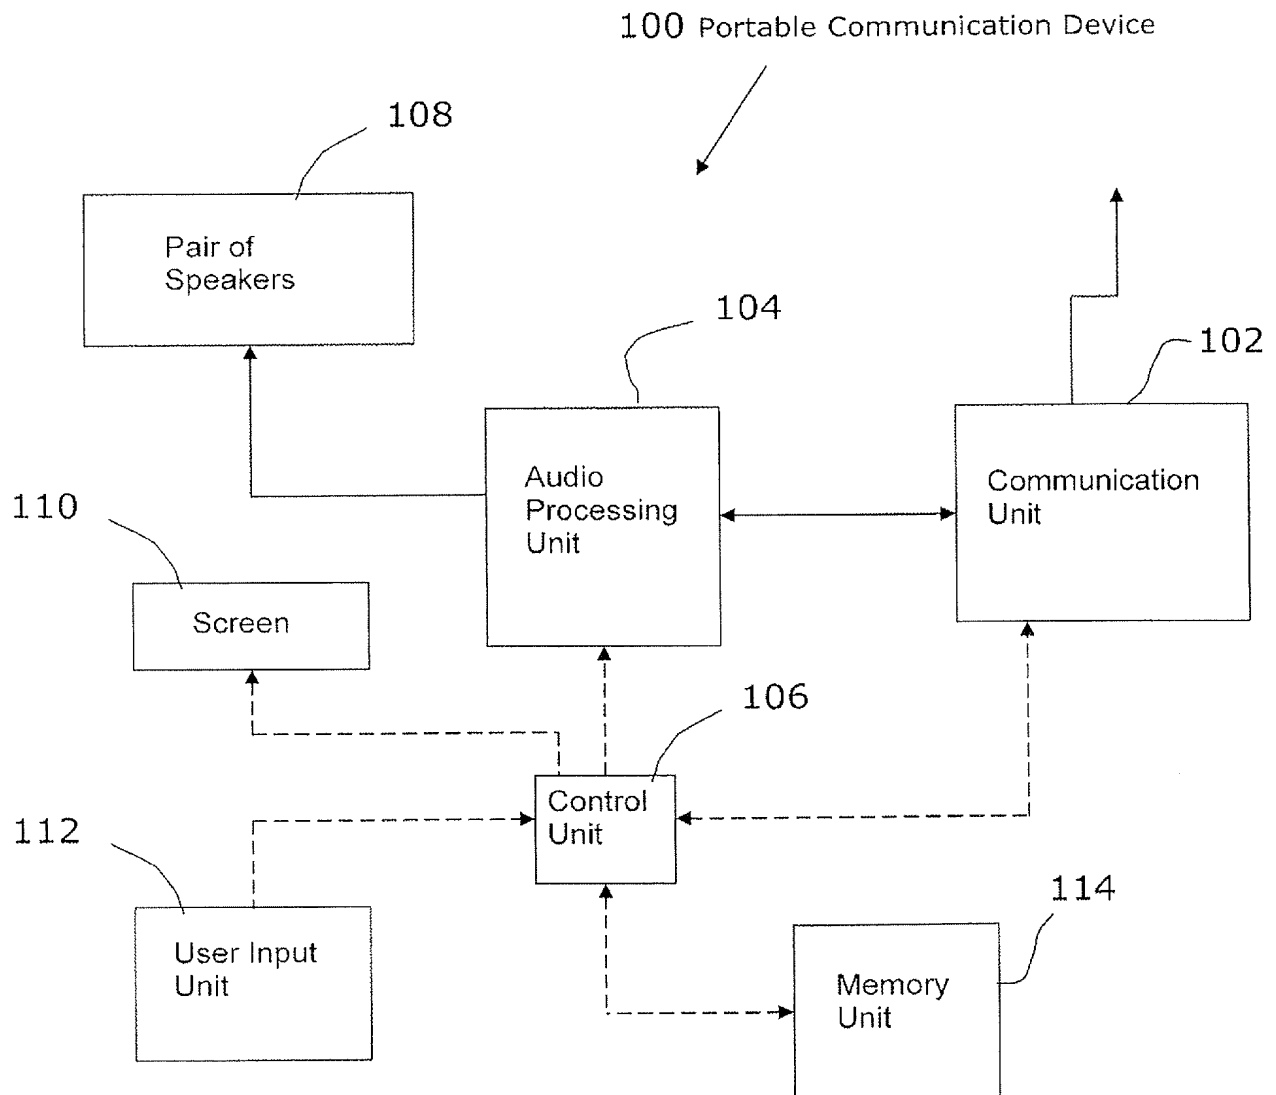 100 Portable Communication Device
108
Pair of
Speakers
104
102
Audio
Processing
Unit
Communication
Unit
110
Screen
106
Control
Unit
112
User Input
Unit
114
Memory
Unit